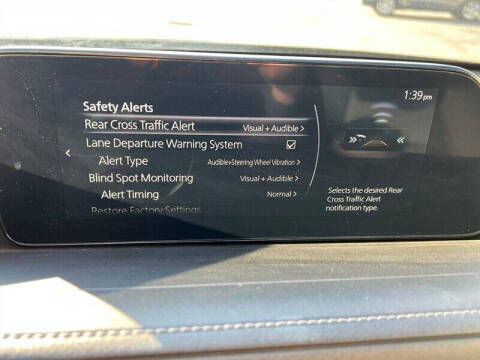 1:39 pm
Safety Alerts
Rear Cross Traffic Alert Visual + Audible >
Lane Departure Warning System
Alert Type Audible+Steering Wheel Vibration >
Blind Spot Monitoring Visual + Audible >
Alert Timing Normal >
Restore Factory Settings
Selects the desired Rear
Cross Traffic Alert
notification type.